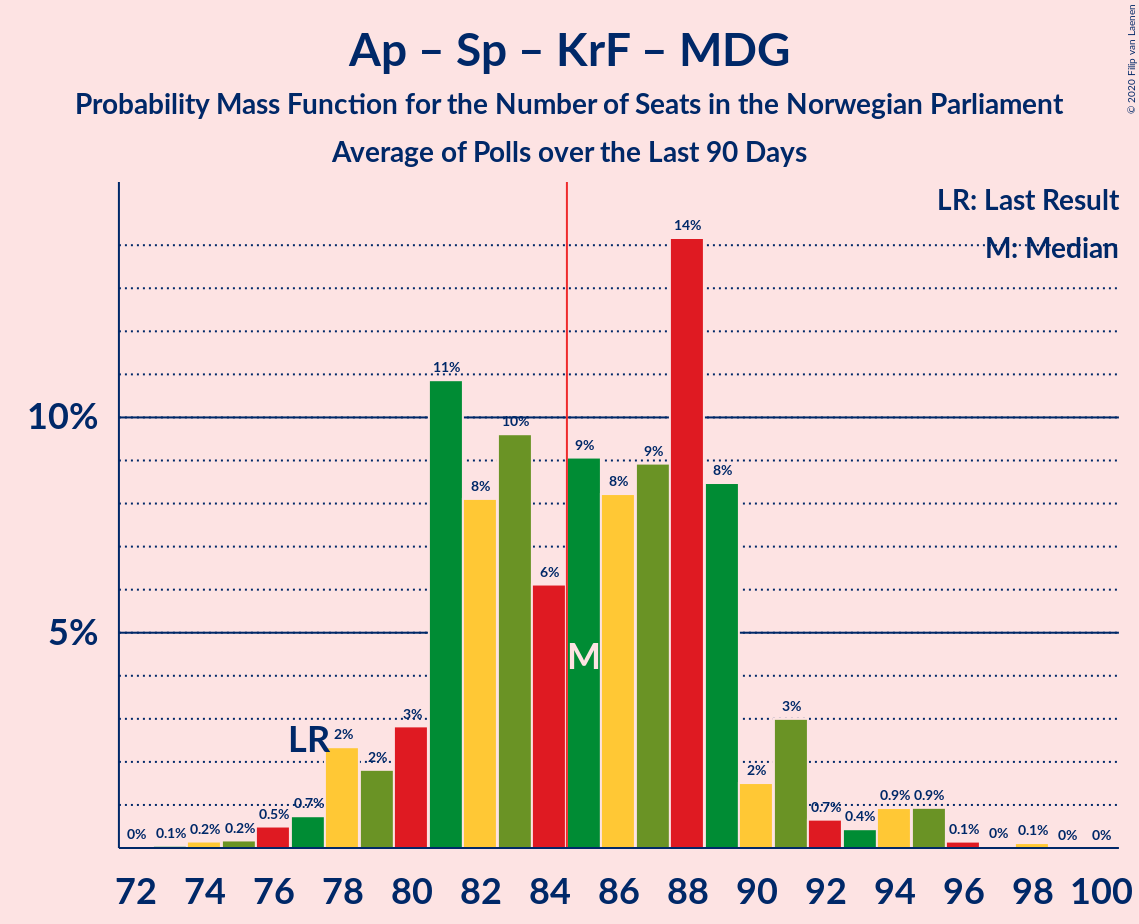 Ap – Sp – KrF – MDG
Probability Mass Function for the Number of Seats in the Norwegian Parliament
Average of Polls over the Last 90 Days
© 2020 Filip van Laenen
LR: Last Result
M: Median
10%
5%
0% 0.1% 0.2% 0.2% 0.5% 0.7% 2% 2% 3% 11% 8% 10% 6% 9% 8% 9% 14% 8% 2% 3% 0.7% 0.4% 0.9% 0.9% 0.1% 0% 0.1% 0% 0%
LR
M
72 74 76 78 80 82 84 86 88 90 92 94 96 98 100